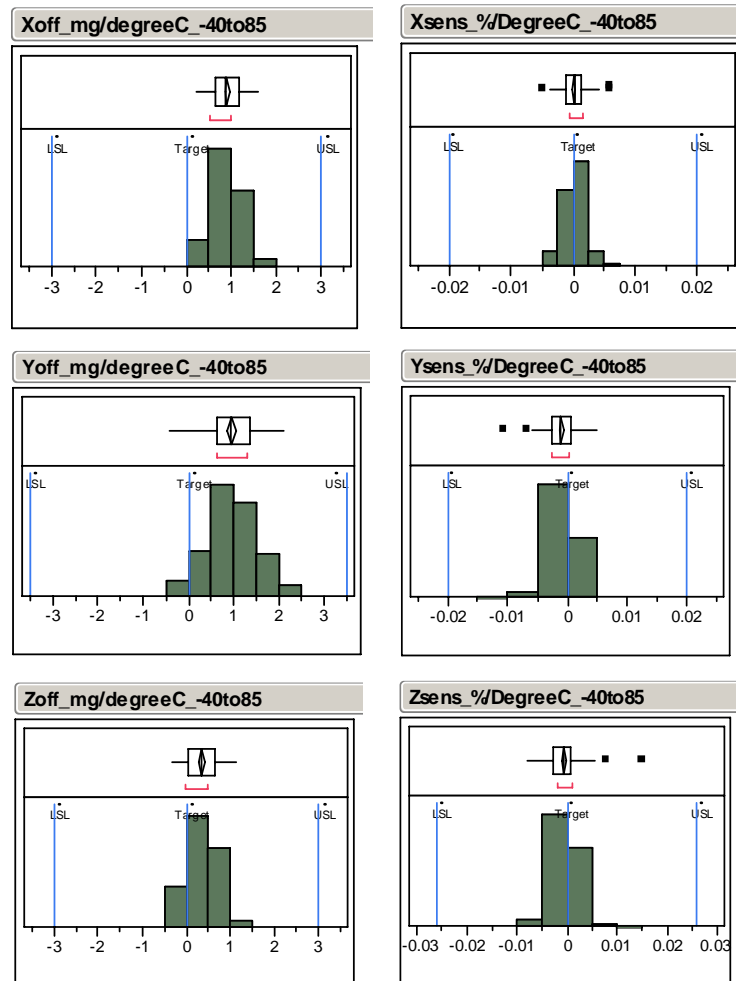 Xoff_mg/degreeC_-40to85
LSL Target USL
-3 -2 -1 0 1 2 3
Xsens_%/DegreeC_-40to85
LSL Target USL
-0.02 -0.01 0 0.01 0.02
Yoff_mg/degreeC_-40to85
LSL Target USL
-3 -2 -1 0 1 2 3
Ysens_%/DegreeC_-40to85
LSL Target USL
-0.02 -0.01 0 0.01 0.02
Zoff_mg/degreeC_-40to85
LSL Target USL
-3 -2 -1 0 1 2 3
Zsens_%/DegreeC_-40to85
LSL Target USL
-0.03 -0.02 -0.01 0 0.01 0.02 0.03